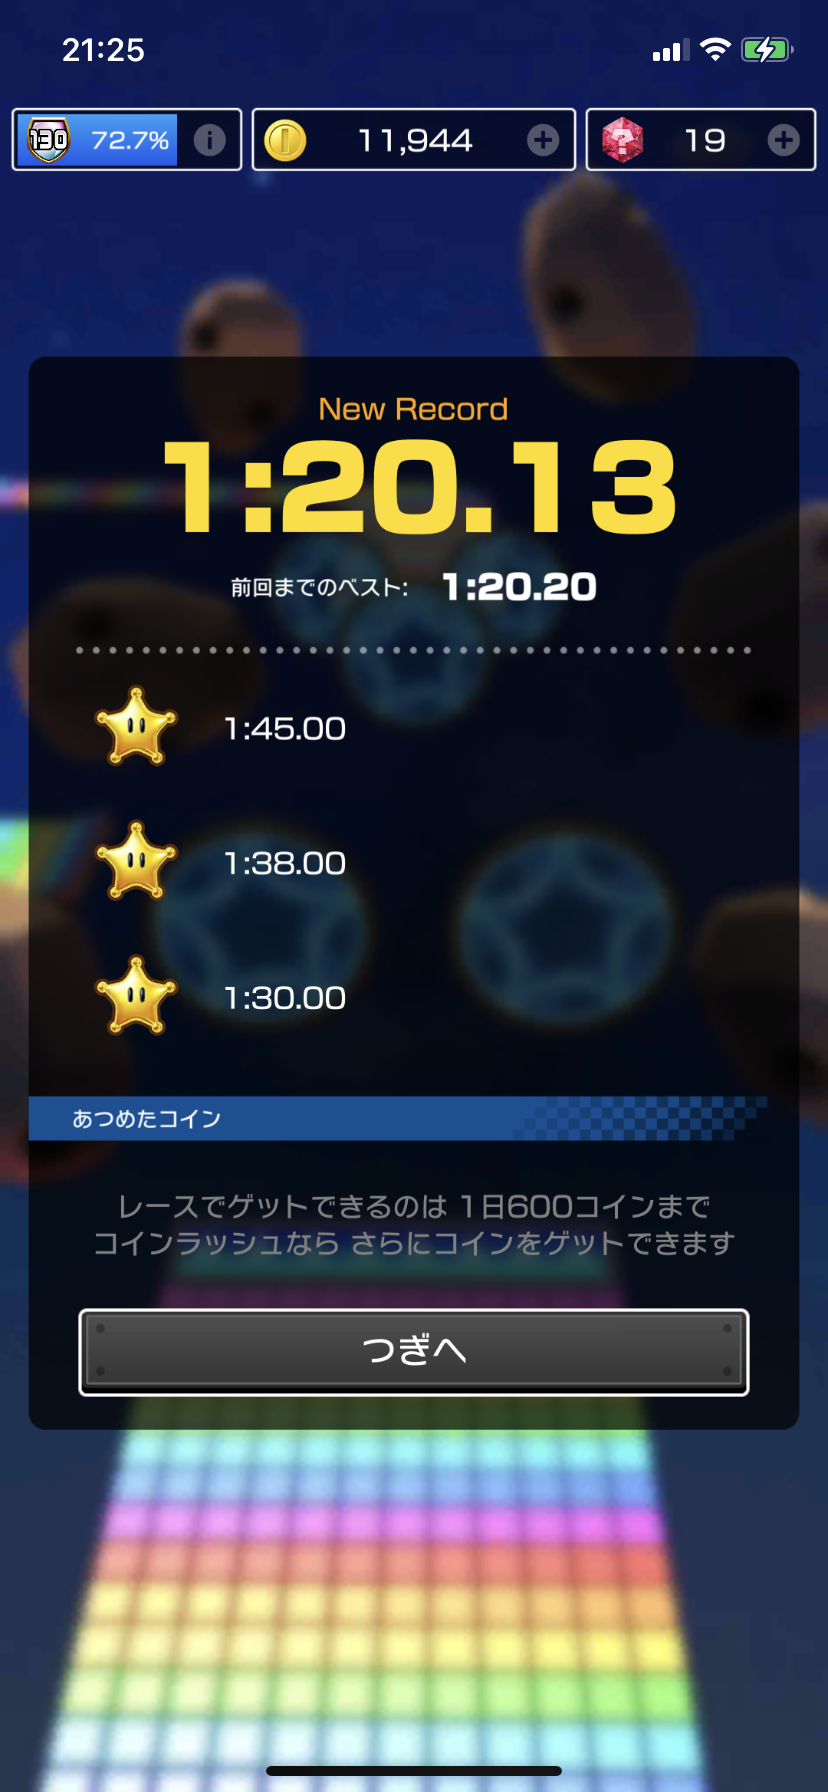 21:25
130 72.7% i 11,944 + ? 19 +
New Record
1:20.13
前回までのベスト: 1:20.20
1:45.00
1:38.00
1:30.00
あつめたコイン
レースでゲットできるのは 1日600コインまで
コインラッシュなら さらにコインをゲットできます
つぎへ